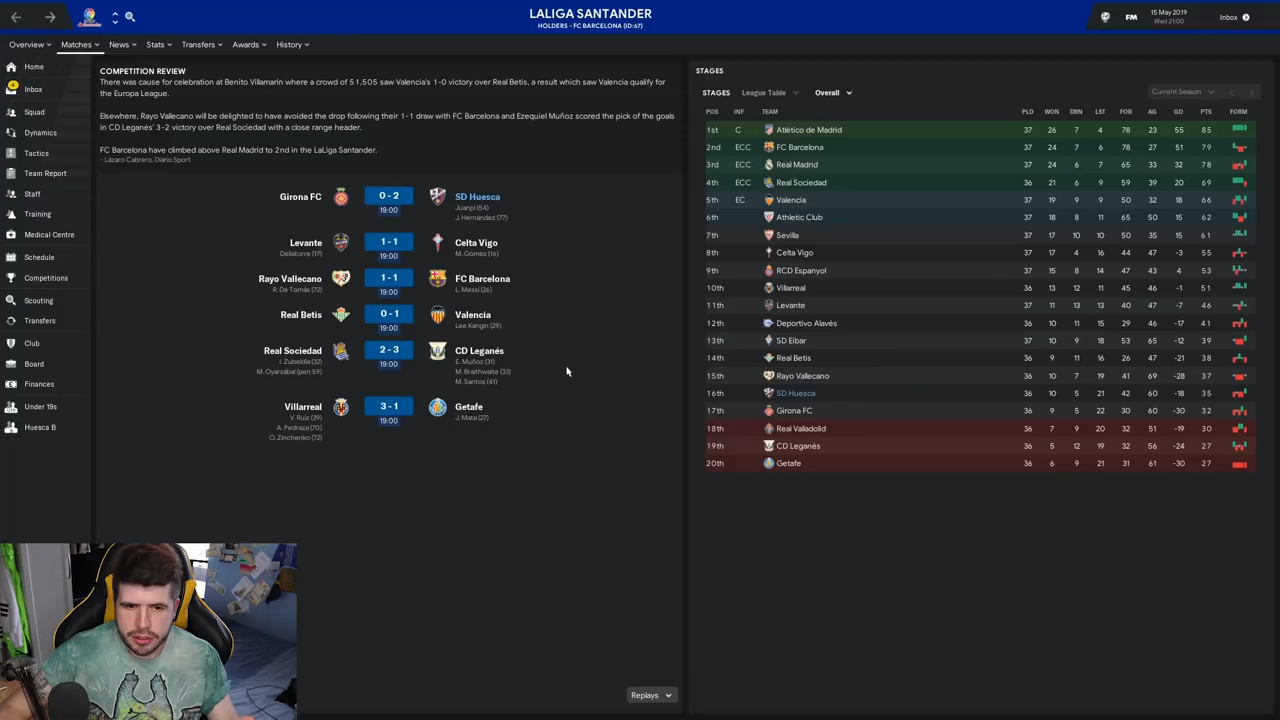 LALIGA SANTANDER
HOLDERS - FC BARCELONA (ID:67)
FM
15 May 2019
Wed 21:00
Inbox
Overview Matches News Stats Transfers Awards History
Home
Inbox
Squad
Dynamics
Tactics
Team Report
Staff
Training
Medical Centre
Schedule
Competitions
Scouting
Transfers
Club
Board
Finances
Under 19s
Huesca B
COMPETITION REVIEW
There was cause for celebration at Benito Villamarín where a crowd of 51,505 saw Valencia's 1-0 victory over Real Betis, a result which saw Valencia qualify for
the Europa League.
Elsewhere, Rayo Vallecano will be delighted to have avoided the drop following their 1-1 draw with FC Barcelona and Ezequiel Muñoz scored the pick of the goals
in CD Leganés' 3-2 victory over Real Sociedad with a close range header.
FC Barcelona have climbed above Real Madrid to 2nd in the LaLiga Santander.
- Lázaro Cabrero, Diario Sport
Girona FC 0 - 2 SD Huesca
19:00 Juanpi (54)
J. Hernández (77)
Levante 1 - 1 Celta Vigo
Dellatorre (17) 19:00 M. Gómez (16)
Rayo Vallecano 1 - 1 FC Barcelona
R. De Tomás (72) 19:00 L. Messi (26)
Real Betis 0 - 1 Valencia
19:00 Lee Kangin (29)
Real Sociedad 2 - 3 CD Leganés
I. Zubeldia (32) 19:00 E. Muñoz (31)
M. Oyarzábal (pen 59) M. Braithwaite (33)
M. Santos (41)
Villarreal 3 - 1 Getafe
V. Ruiz (39) 19:00 J. Mata (27)
A. Pedraza (70)
O. Zinchenko (72)
Replays
STAGES
STAGES League Table Overall Current Season
POS INF TEAM PLD WON DRN LST FOR AG GD PTS FORM
1st C Atlético de Madrid 37 26 7 4 78 23 55 85
2nd ECC FC Barcelona 37 24 7 6 78 27 51 79
3rd ECC Real Madrid 37 24 6 7 65 33 32 78
4th ECC Real Sociedad 36 21 6 9 59 39 20 69
5th EC Valencia 37 19 9 9 50 35 15 66
6th Athletic Club 37 18 8 11 65 50 15 62
7th Sevilla 37 17 10 10 50 35 15 61
8th Celta Vigo 37 17 4 16 44 47 -3 55
9th RCD Espanyol 37 15 8 14 47 43 4 53
10th Villarreal 36 13 12 11 45 46 -1 51
11th Levante 37 11 13 13 40 47 -7 46
12th Deportivo Alavés 36 10 11 15 29 46 -17 41
13th SD Eibar 37 10 9 18 53 65 -12 39
14th Real Betis 36 9 11 16 26 47 -21 38
15th Rayo Vallecano 36 10 7 19 41 69 -28 37
16th SD Huesca 36 10 5 21 42 60 -18 35
17th Girona FC 36 9 5 22 30 60 -30 32
18th Real Valladolid 36 7 9 20 32 51 -19 30
19th CD Leganés 36 5 12 19 32 56 -24 27
20th Getafe 36 6 9 21 31 61 -30 27